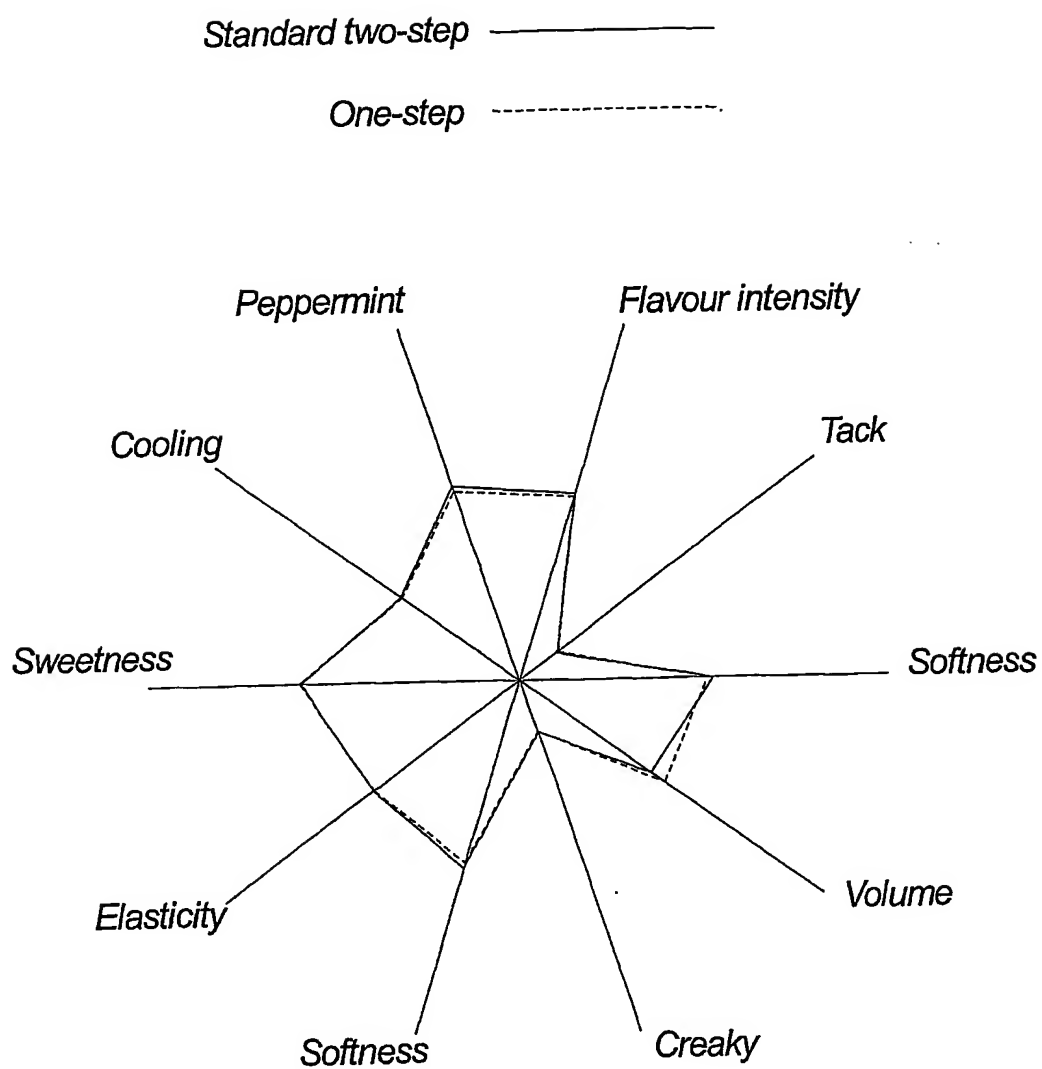 Standard two-step
One-step
Peppermint
Flavour intensity
Cooling
Tack
Sweetness
Softness
Elasticity
Volume
Softness
Creaky